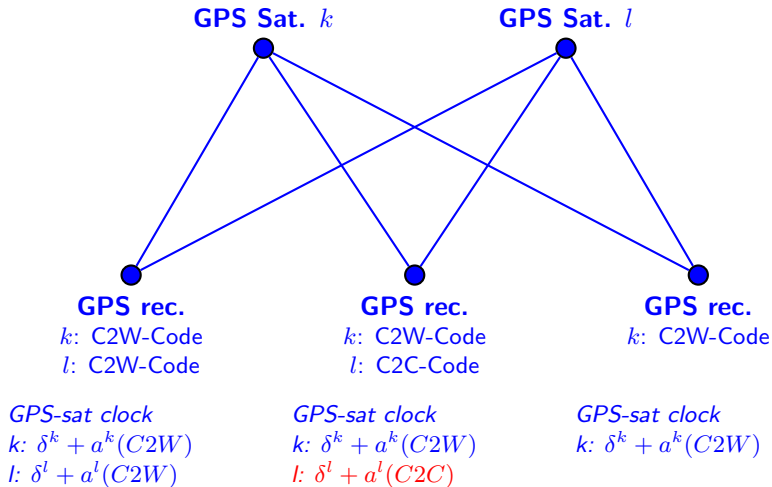 GPS Sat. k GPS Sat. l
GPS rec. GPS rec. GPS rec.
k: C2W-Code k: C2W-Code k: C2W-Code
l: C2W-Code l: C2C-Code
GPS-sat clock GPS-sat clock GPS-sat clock
k: δ^k + a^k(C2W) k: δ^k + a^k(C2W) k: δ^k + a^k(C2W)
l: δ^l + a^l(C2W) l: δ^l + a^l(C2C)